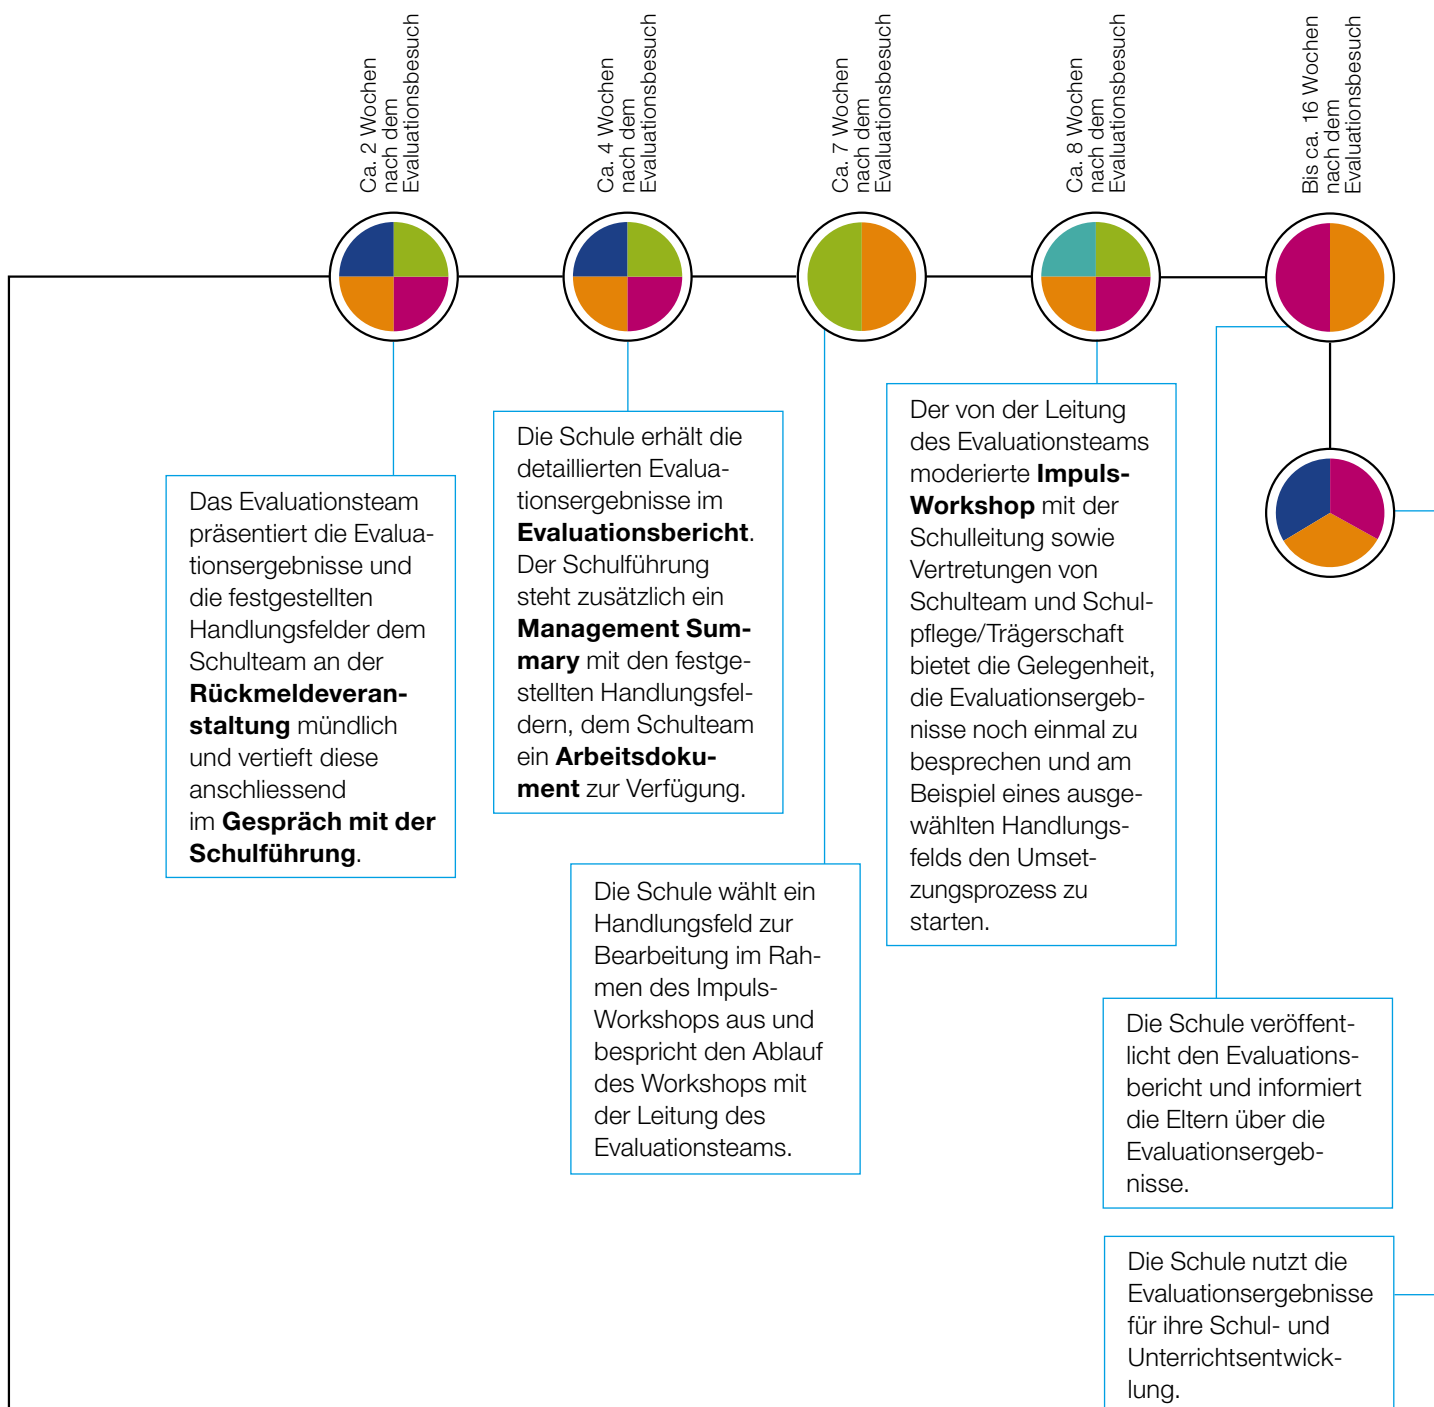 Ca. 2 Wochen
nach dem
Evaluationsbesuch
Ca. 4 Wochen
nach dem
Evaluationsbesuch
Ca. 7 Wochen
nach dem
Evaluationsbesuch
Ca. 8 Wochen
nach dem
Evaluationsbesuch
Bis ca. 16 Wochen
nach dem
Evaluationsbesuch
Das Evaluationsteam
präsentiert die Evalua-
tionsergebnisse und
die festgestellten
Handlungsfelder dem
Schulteam an der
Rückmeldeveran-
staltung mündlich
und vertieft diese
anschliessend
im Gespräch mit der
Schulführung.
Die Schule erhält die
detaillierten Evalua-
tionsergebnisse im
Evaluationsbericht.
Der Schulführung
steht zusätzlich ein
Management Sum-
mary mit den festge-
stellten Handlungsfel-
dern, dem Schulteam
ein Arbeitsdoku-
ment zur Verfügung.
Die Schule wählt ein
Handlungsfeld zur
Bearbeitung im Rah-
men des Impuls-
Workshops aus und
bespricht den Ablauf
des Workshops mit
der Leitung des
Evaluationsteams.
Der von der Leitung
des Evaluationsteams
moderierte Impuls-
Workshop mit der
Schulleitung sowie
Vertretungen von
Schulteam und Schul-
pflege/Trägerschaft
bietet die Gelegenheit,
die Evaluationsergeb-
nisse noch einmal zu
besprechen und am
Beispiel eines ausge-
wählten Handlungs-
felds den Umset-
zungsprozess zu
starten.
Die Schule veröffent-
licht den Evaluations-
bericht und informiert
die Eltern über die
Evaluationsergeb-
nisse.
Die Schule nutzt die
Evaluationsergebnisse
für ihre Schul- und
Unterrichtsentwick-
lung.